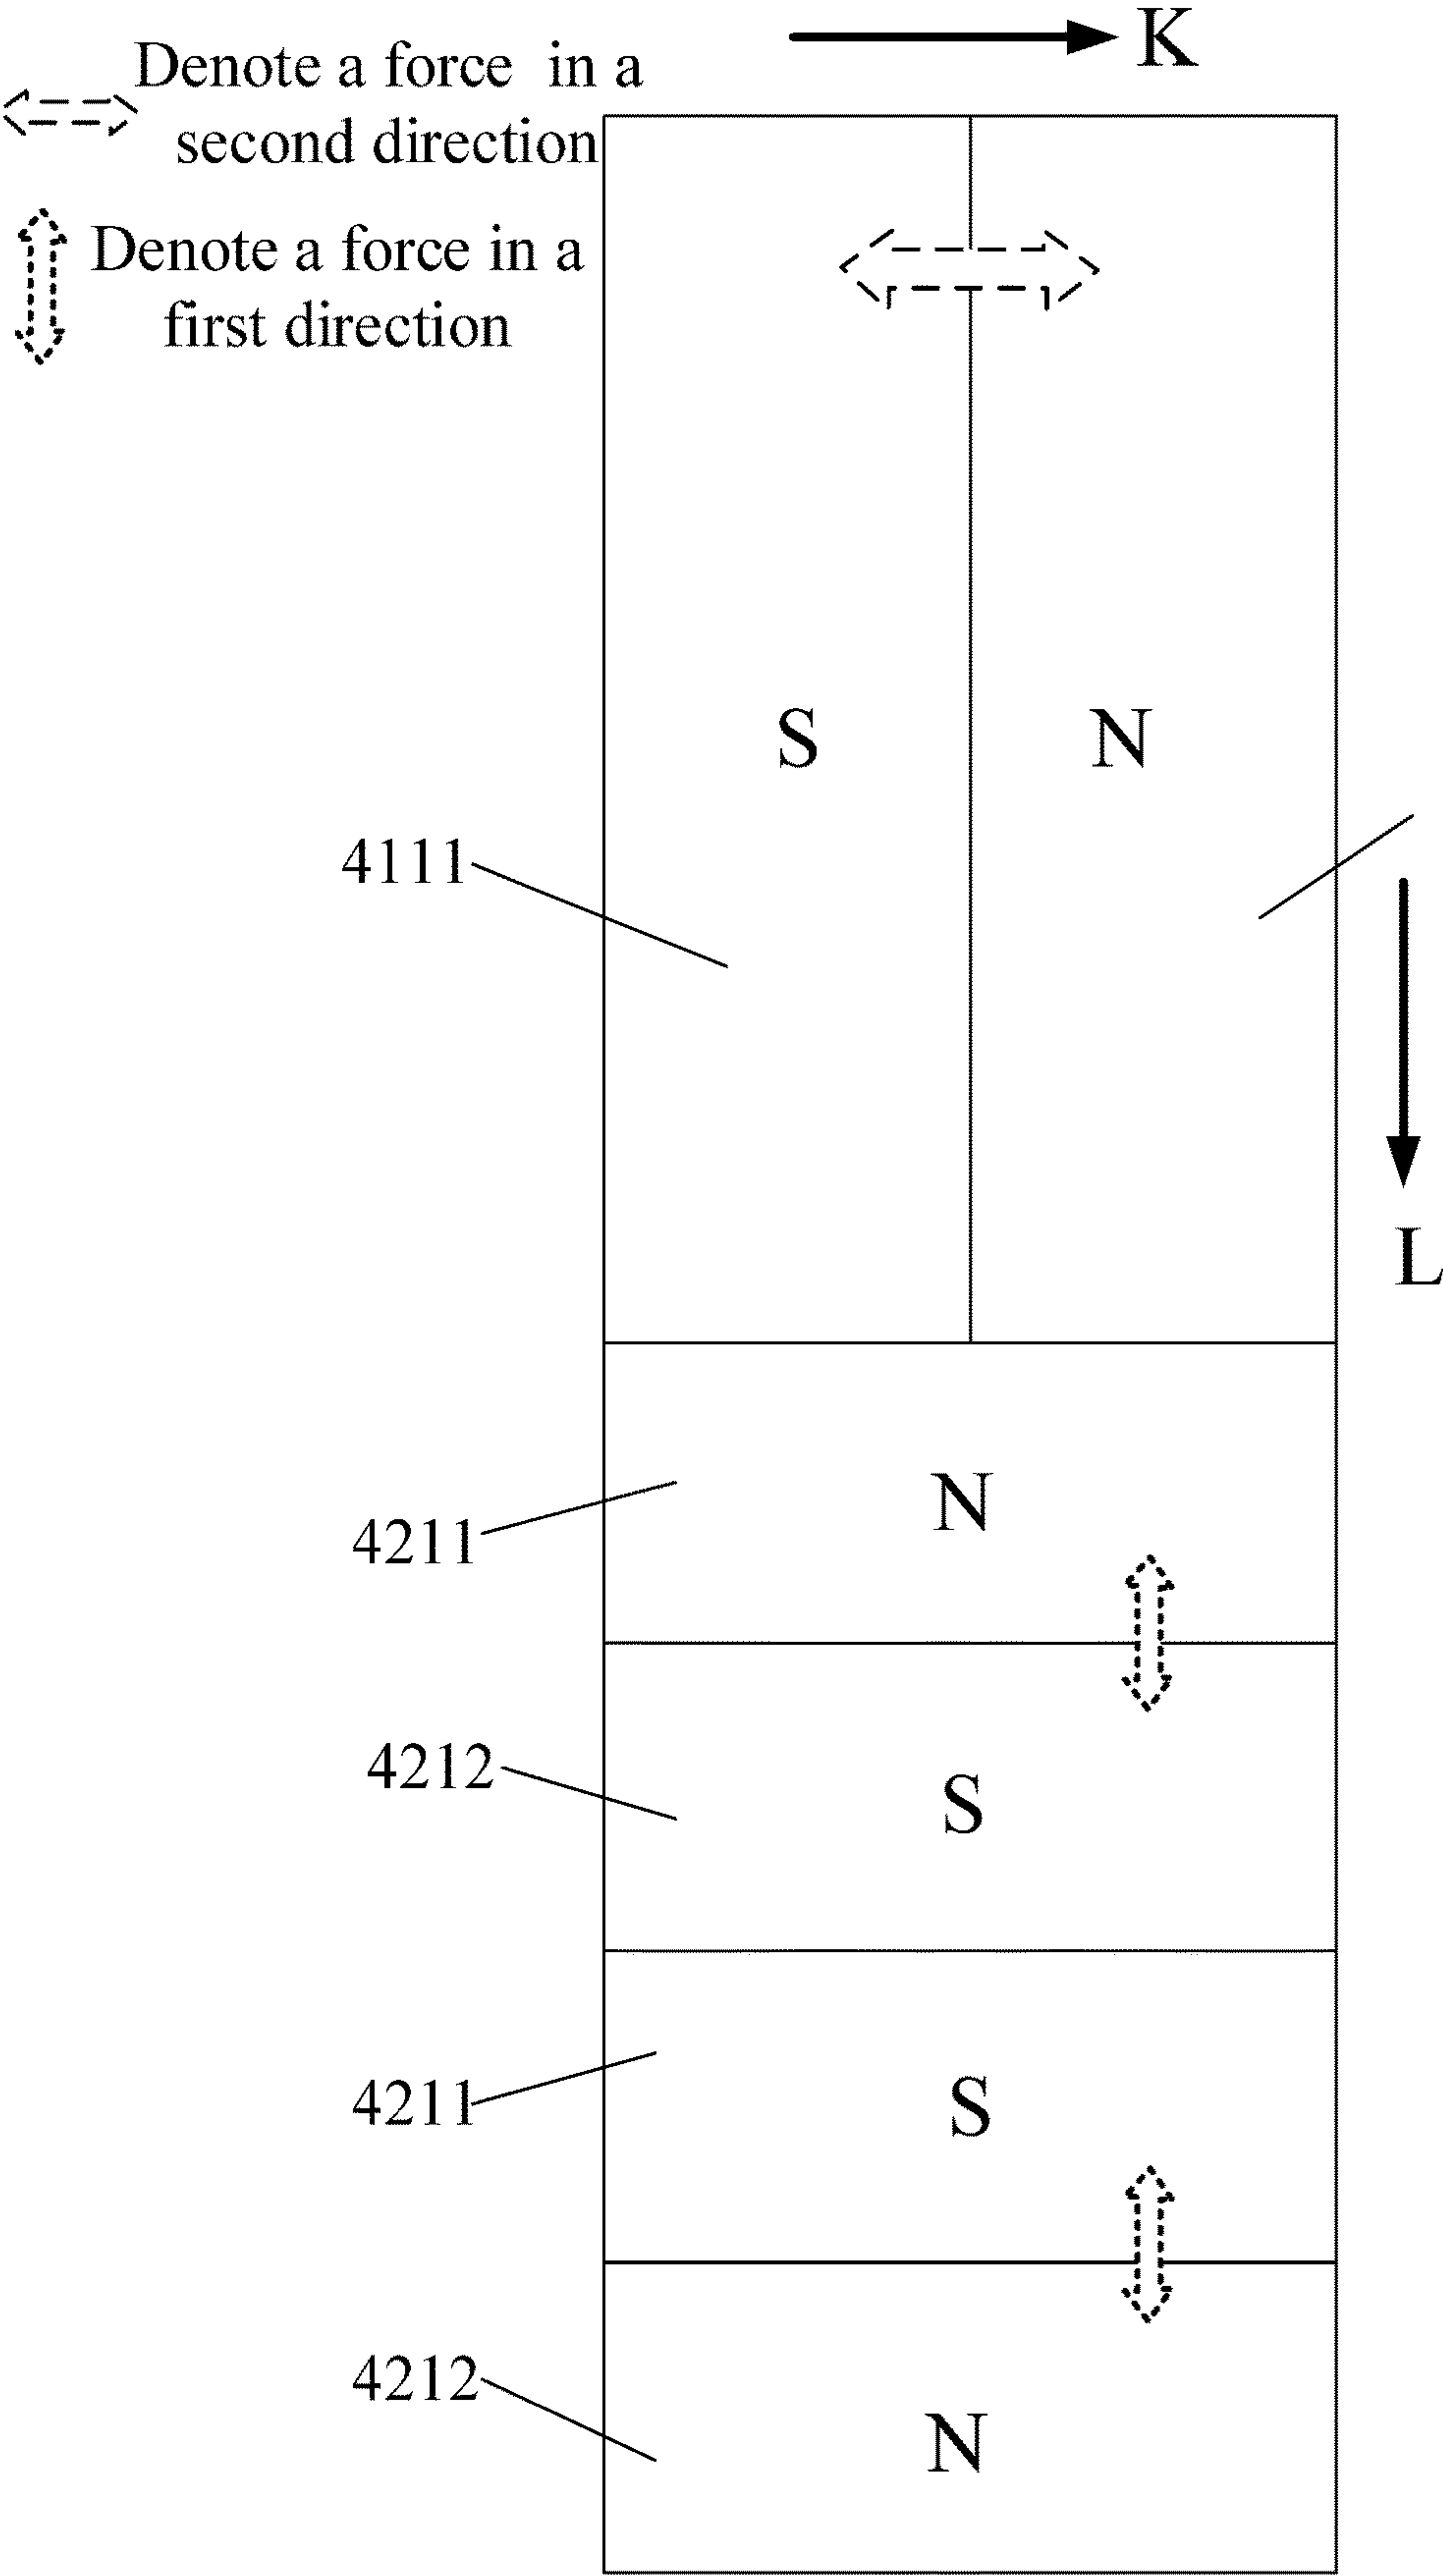 K
Denote a force in a
second direction
Denote a force in a
first direction
S
N
4111
L
N
4211
4212
S
4211
S
4212
N